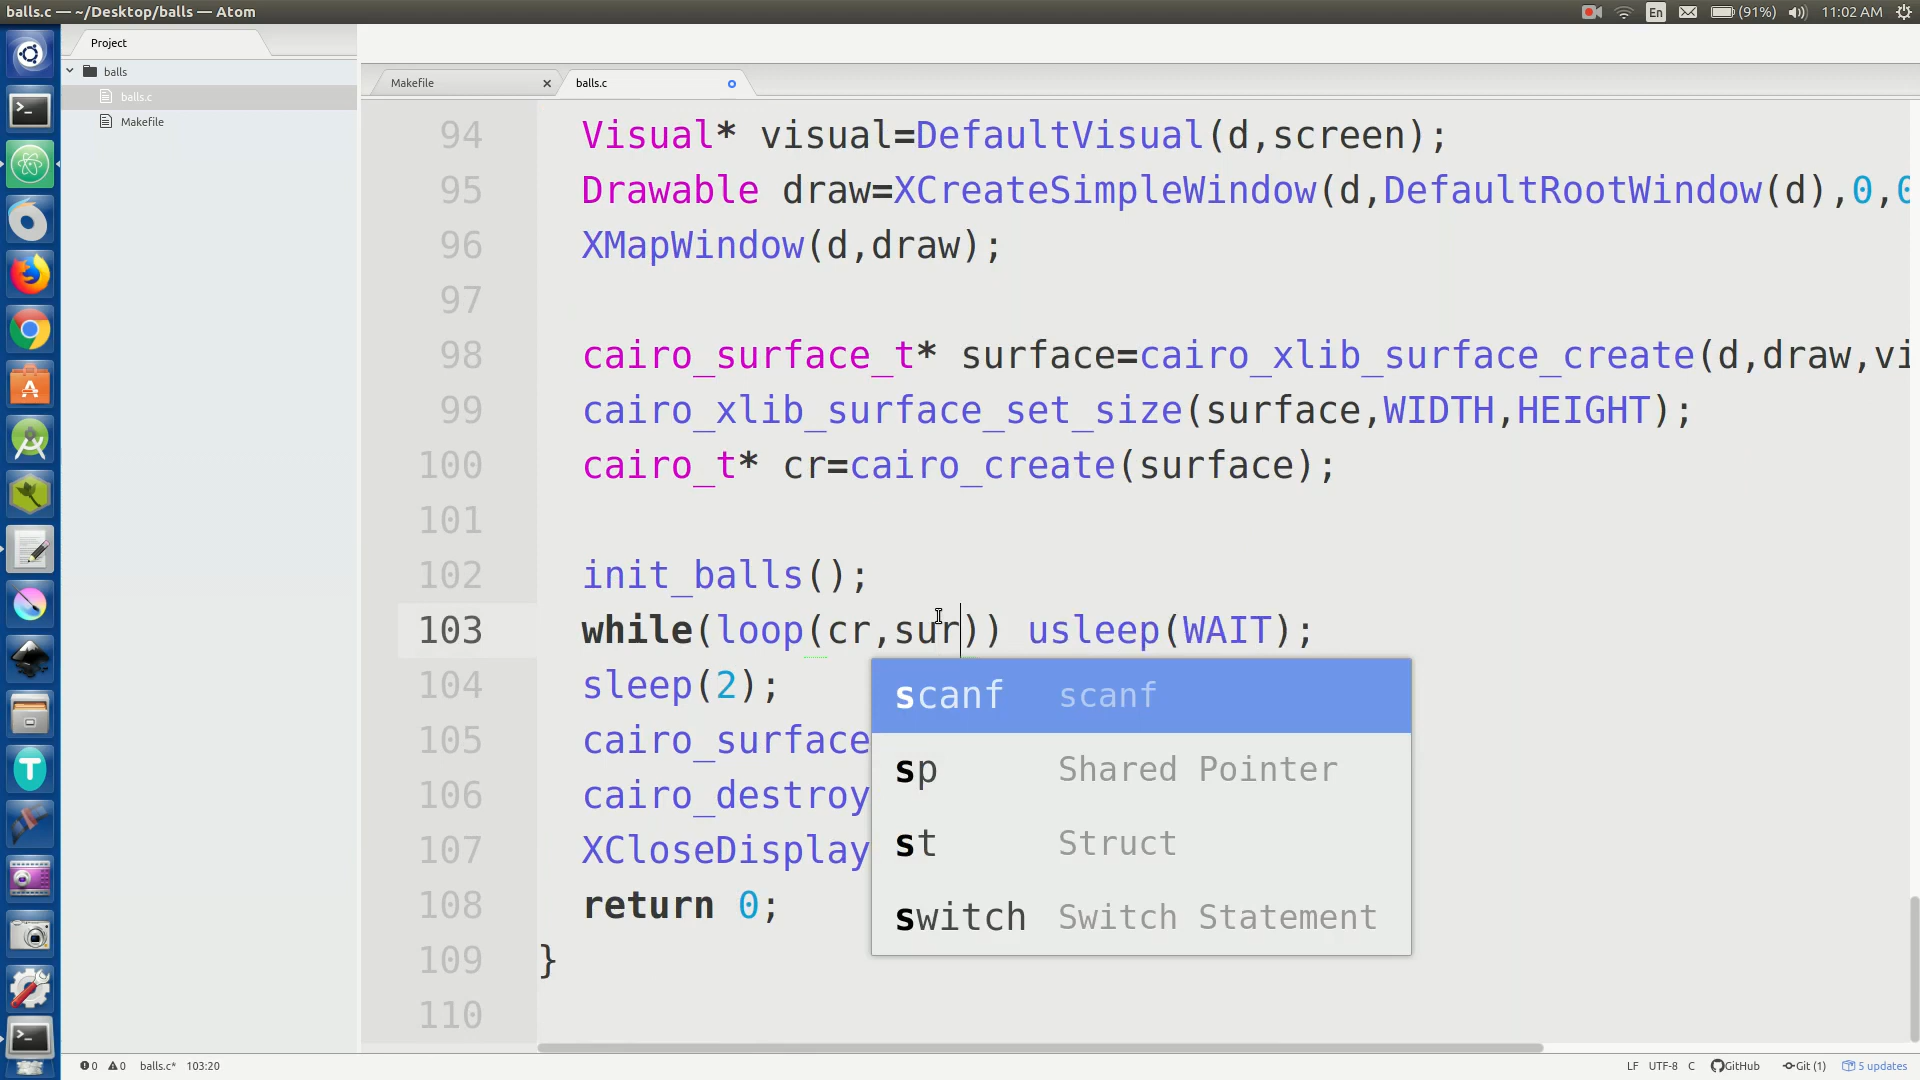 balls.c — ~/Desktop/balls — Atom
En (91%) 11:02 AM
Project
balls
balls.c
Makefile
Makefile
balls.c
94 Visual* visual=DefaultVisual(d,screen);
95 Drawable draw=XCreateSimpleWindow(d,DefaultRootWindow(d),0,0
96 XMapWindow(d,draw);
97
98 cairo_surface_t* surface=cairo_xlib_surface_create(d,draw,vi
99 cairo_xlib_surface_set_size(surface,WIDTH,HEIGHT);
100 cairo_t* cr=cairo_create(surface);
101
102 init_balls();
103 while(loop(cr,sur)) usleep(WAIT);
104 sleep(2);
105 cairo_surface
106 cairo_destroy
107 XCloseDisplay
108 return 0;
109 }
110
scanf scanf
sp Shared Pointer
st Struct
switch Switch Statement
0 0 balls.c* 103:20
LF UTF-8 C GitHub Git (1) 5 updates